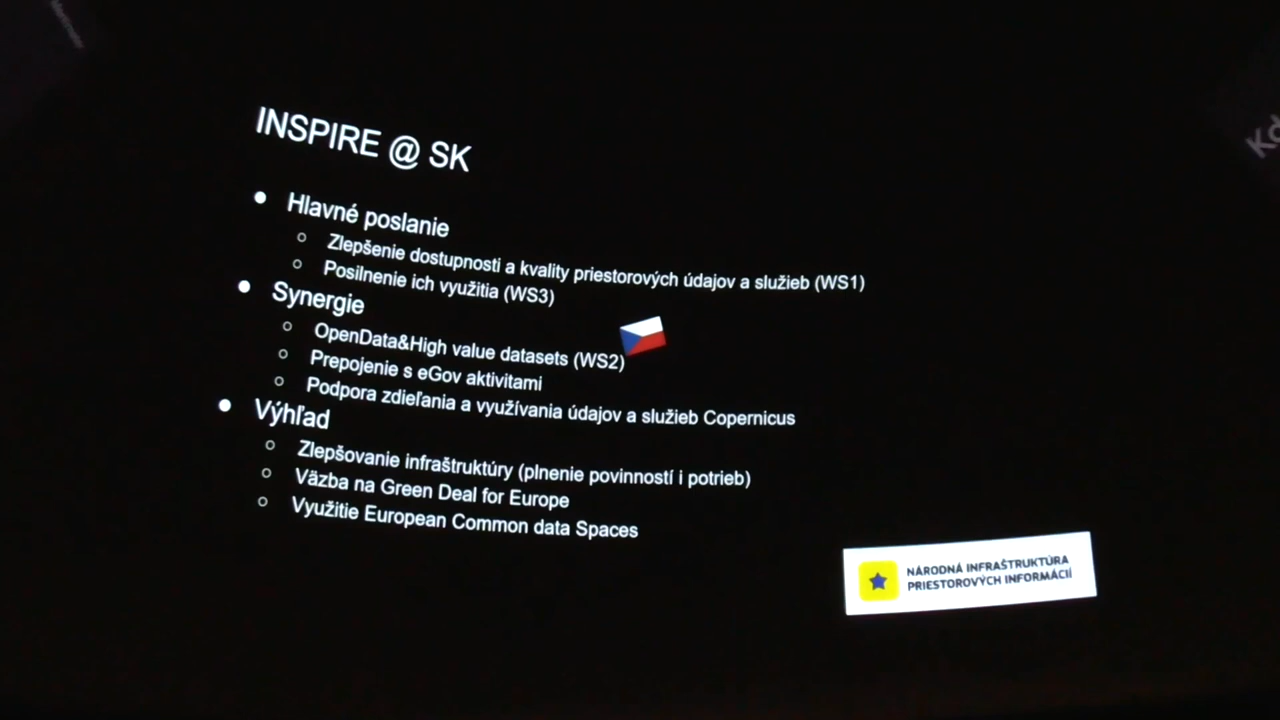 INSPIRE @ SK
Hlavné poslanie
Zlepšenie dostupnosti a kvality priestorových údajov a služieb (WS1)
Posilnenie ich využitia (WS3)
Synergie
OpenData&High value datasets (WS2)
Prepojenie s eGov aktivitami
Podpora zdieľania a využívania údajov a služieb Copernicus
Výhľad
Zlepšovanie infraštruktúry (plnenie povinností i potrieb)
Väzba na Green Deal for Europe
Využitie European Common data Spaces
NÁRODNÁ INFRAŠTRUKTÚRA
PRIESTOROVÝCH INFORMÁCIÍ